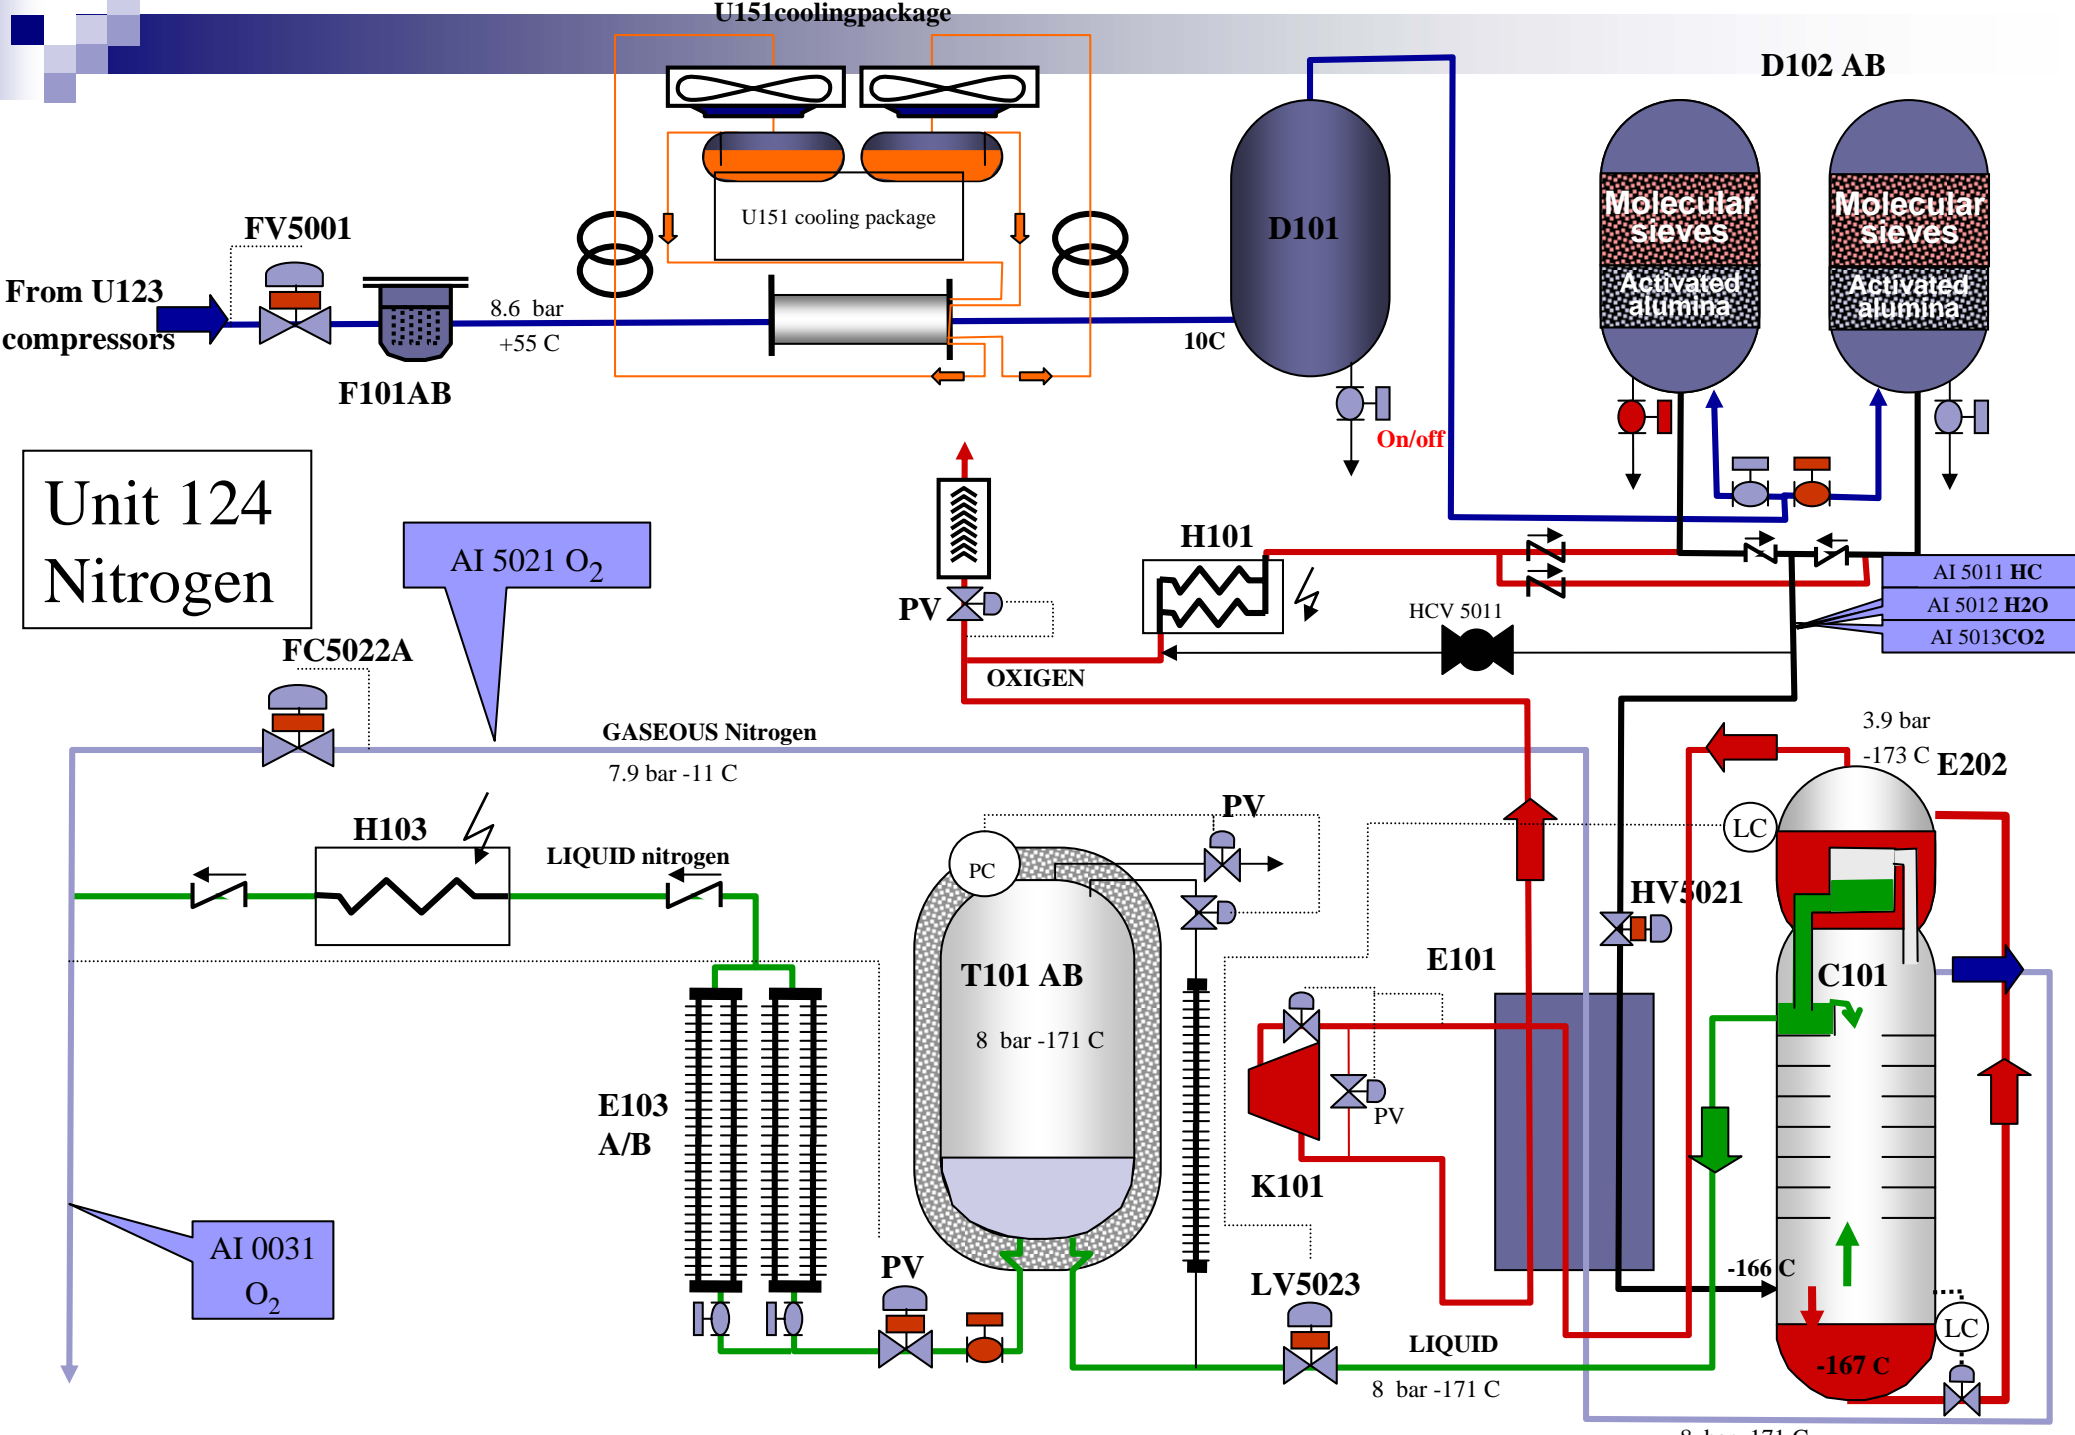 U151coolingpackage
D102 AB
U151 cooling package
D101
Molecular
sieves
Activated
alumina
Molecular
sieves
Activated
alumina
FV5001
From U123
compressors
8.6 bar
+55 C
10C
F101AB
On/off
Unit 124
Nitrogen
AI 5021 O2
H101
PV
HCV 5011
AI 5011 HC
AI 5012 H2O
AI 5013CO2
OXIGEN
FC5022A
GASEOUS Nitrogen
7.9 bar -11 C
3.9 bar
-173 C
E202
H103
LIQUID nitrogen
PV
LC
PC
HV5021
T101 AB
E101
C101
8 bar -171 C
E103
A/B
PV
K101
AI 0031
O2
PV
LV5023
-166 C
LC
LIQUID
-167 C
8 bar -171 C
8 bar -171 C